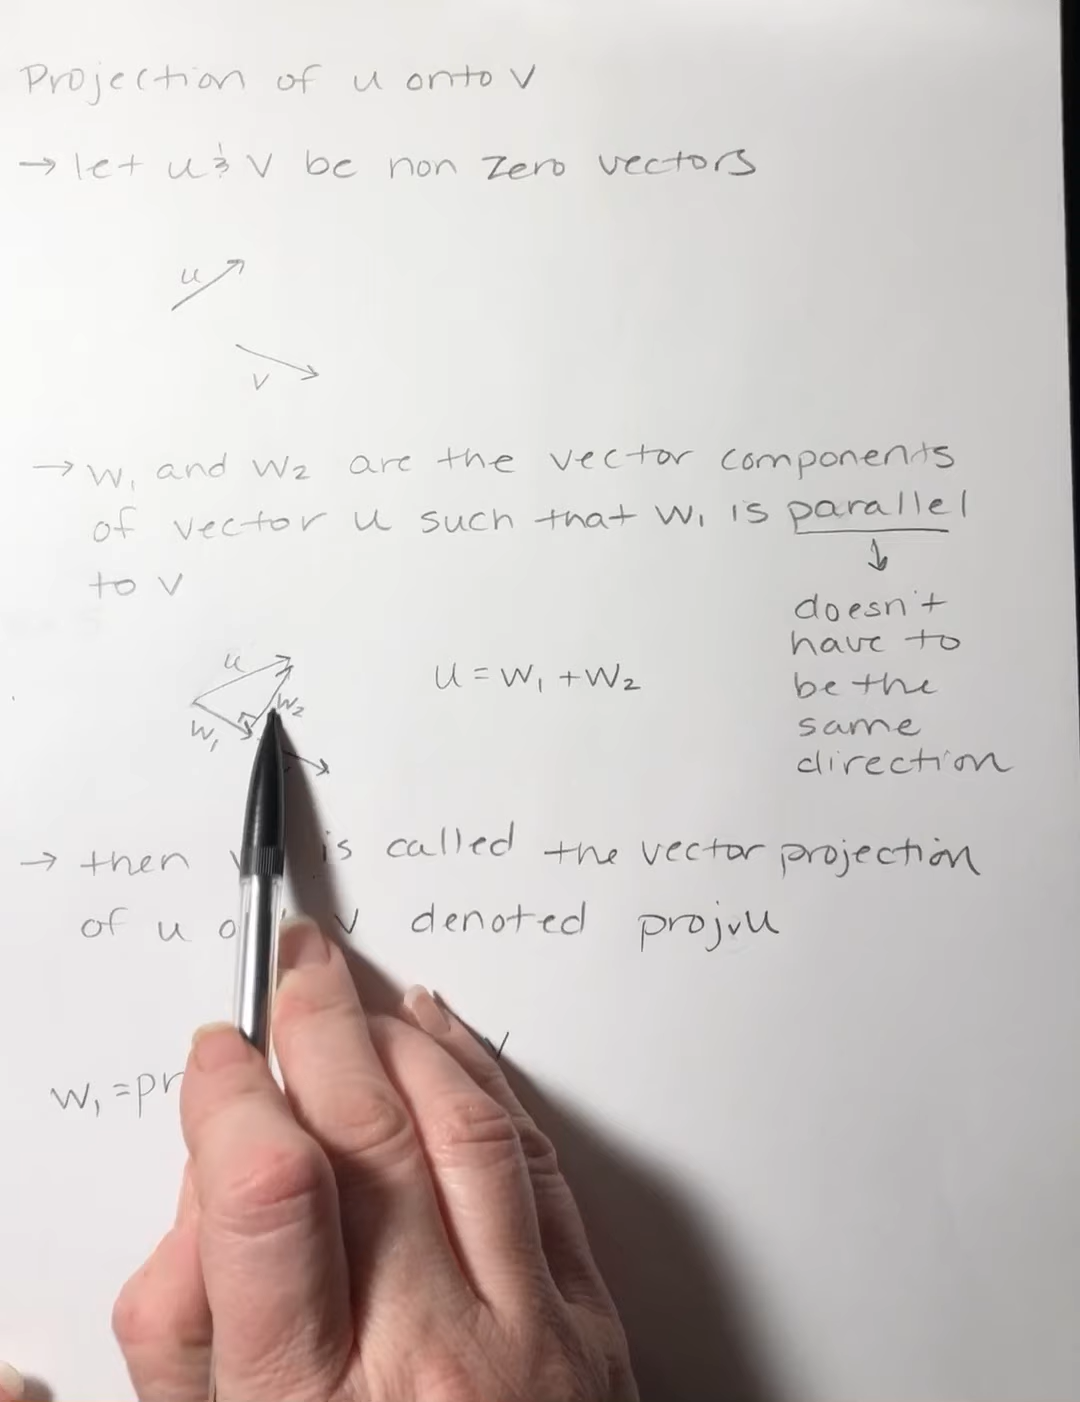 Projection of u onto v
→ let u & v be non zero vectors
u
v
→ w₁ and w₂ are the vector components
of vector u such that w₁ is parallel
to v
↓
doesn't
have to
be the
same
direction
u
w₂
w₁
u = w₁ + w₂
→ then is called the vector projection
of u v denoted projᵥu
w₁ =